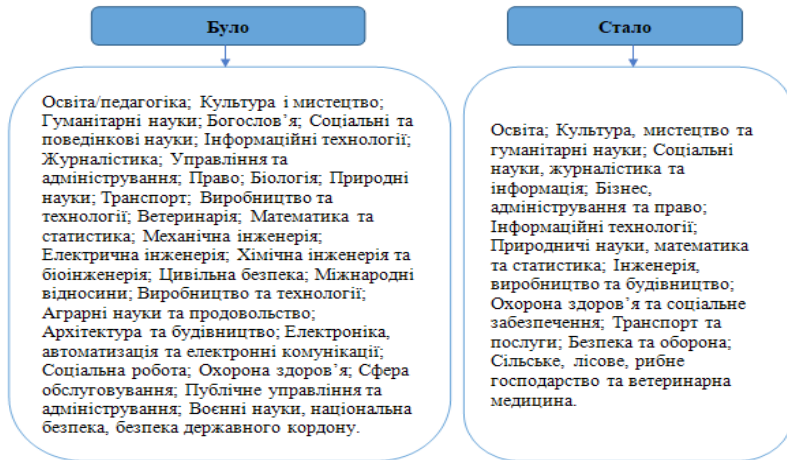 Було
Освіта/педагогіка; Культура і мистецтво;
Гуманітарні науки; Богослов’я; Соціальні та
поведінкові науки; Інформаційні технології;
Журналістика; Управління та
адміністрування; Право; Біологія; Природні
науки; Транспорт; Виробництво та
технології; Ветеринарія; Математика та
статистика; Механічна інженерія;
Електрична інженерія; Хімічна інженерія та
біоінженерія; Цивільна безпека; Міжнародні
відносини; Виробництво та технології;
Аграрні науки та продовольство;
Архітектура та будівництво; Електроніка,
автоматизація та електронні комунікації;
Соціальна робота; Охорона здоров’я; Сфера
обслуговування; Публічне управління та
адміністрування; Воєнні науки, національна
безпека, безпека державного кордону.
Стало
Освіта; Культура, мистецтво та
гуманітарні науки; Соціальні
науки, журналістика та
інформація; Бізнес,
адміністрування та право;
Інформаційні технології;
Природничі науки, математика
та статистика; Інженерія,
виробництво та будівництво;
Охорона здоров’я та соціальне
забезпечення; Транспорт та
послуги; Безпека та оборона;
Сільське, лісове, рибне
господарство та ветеринарна
медицина.